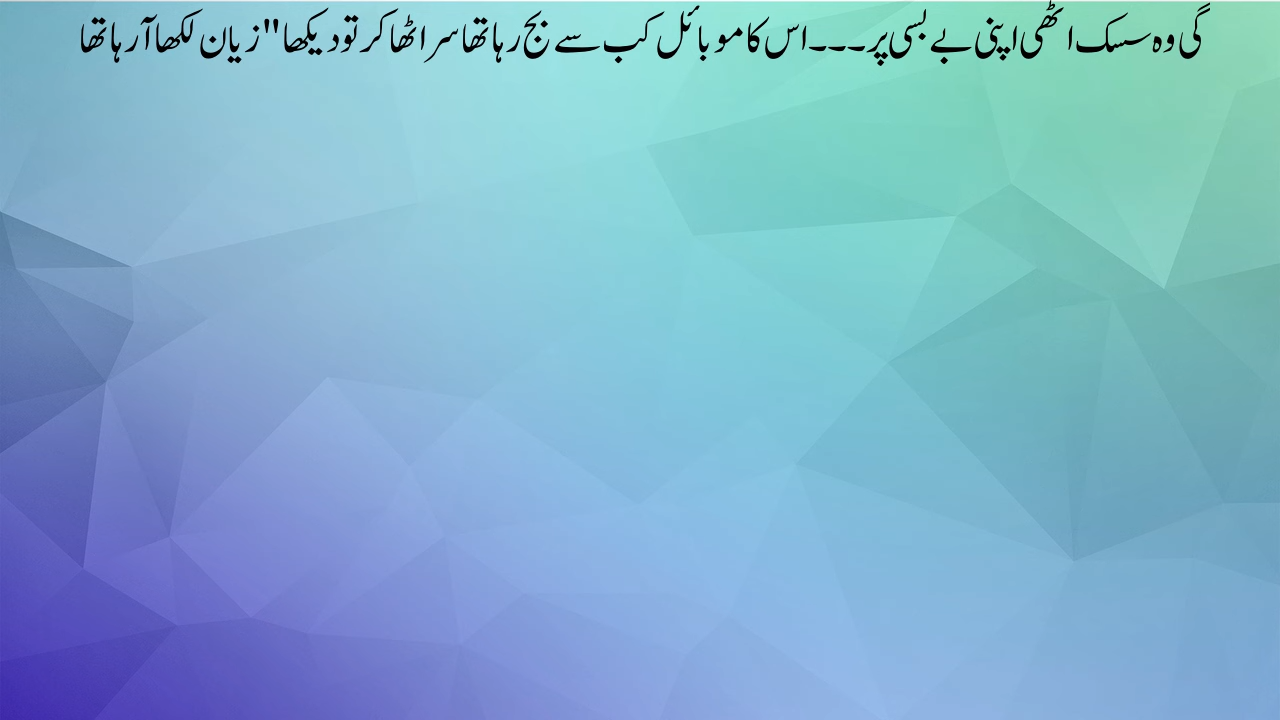 گی وہ سسک اٹھی اپنی بے بسی پر۔۔۔اس کا موبائل کب سے بج رہا تھا سر اٹھا کر تو دیکھا"زیان لکھا آ رہا تھا